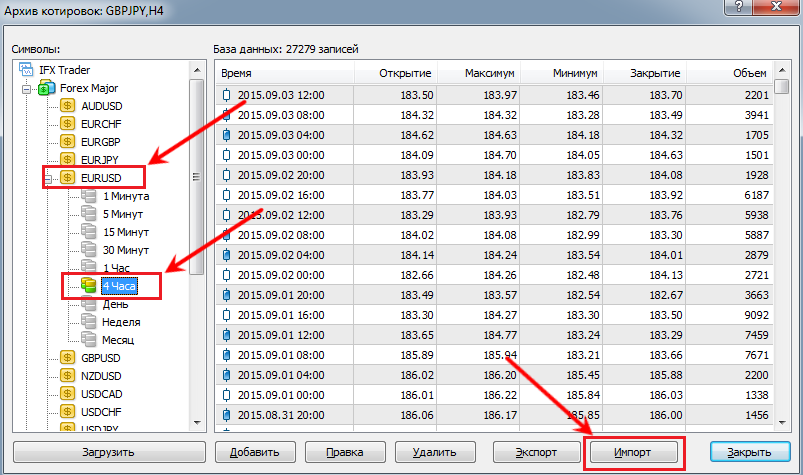 Архив котировок: GBPJPY,H4
Символы:
База данных: 27279 записей
IFX Trader
Forex Major
AUDUSD
EURCHF
EURGBP
EURJPY
EURUSD
1 Минута
5 Минут
15 Минут
30 Минут
1 Час
4 Часа
День
Неделя
Месяц
GBPUSD
NZDUSD
USDCAD
USDCHF
USDJPY
Время Открытие Максимум Минимум Закрытие Объем
2015.09.03 12:00 183.50 183.97 183.46 183.70 2201
2015.09.03 08:00 184.32 184.32 183.28 183.49 3941
2015.09.03 04:00 184.62 184.63 184.18 184.32 1705
2015.09.03 00:00 184.09 184.70 184.05 184.63 1501
2015.09.02 20:00 183.93 184.18 183.83 184.08 1928
2015.09.02 16:00 183.77 184.03 183.51 183.92 6187
2015.09.02 12:00 183.29 183.93 182.79 183.76 5938
2015.09.02 08:00 184.02 184.08 182.99 183.30 5887
2015.09.02 04:00 184.14 184.24 183.54 184.01 2879
2015.09.02 00:00 182.66 184.26 182.48 184.13 2721
2015.09.01 20:00 183.49 183.57 182.54 182.67 3663
2015.09.01 16:00 183.30 184.27 183.30 183.50 9092
2015.09.01 12:00 183.65 184.77 183.24 183.29 7459
2015.09.01 08:00 185.89 185.94 183.21 183.66 7671
2015.09.01 04:00 186.02 186.20 185.45 185.88 2200
2015.09.01 00:00 186.01 186.22 185.84 186.03 1338
2015.08.31 20:00 186.06 186.17 185.85 186.00 1456
Загрузить Добавить Правка Удалить Экспорт Импорт Закрыть